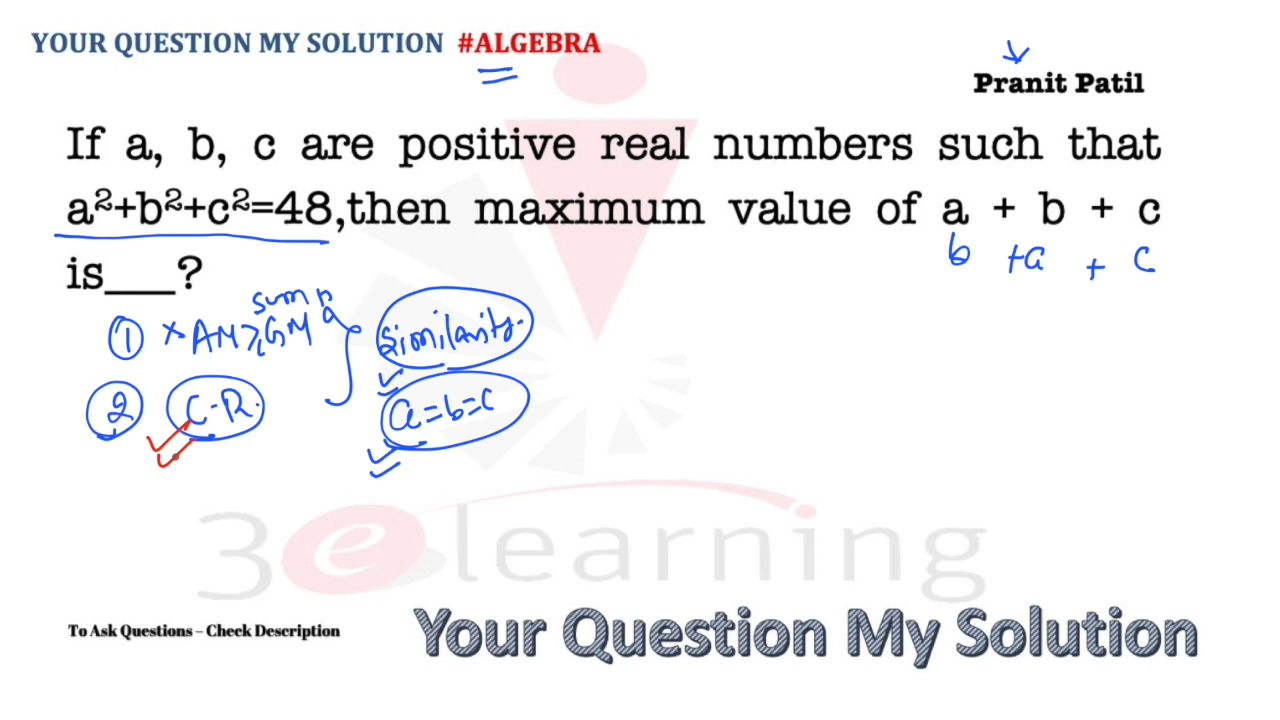 YOUR QUESTION MY SOLUTION #ALGEBRA
Pranit Patil
If a, b, c are positive real numbers such that
a²+b²+c²=48,then maximum value of a + b + c
b +a + c
is___?
sum
① × AM ≥ GM
Similarity.
② C-R.
a=b=c
3elearning
To Ask Questions – Check Description
Your Question My Solution